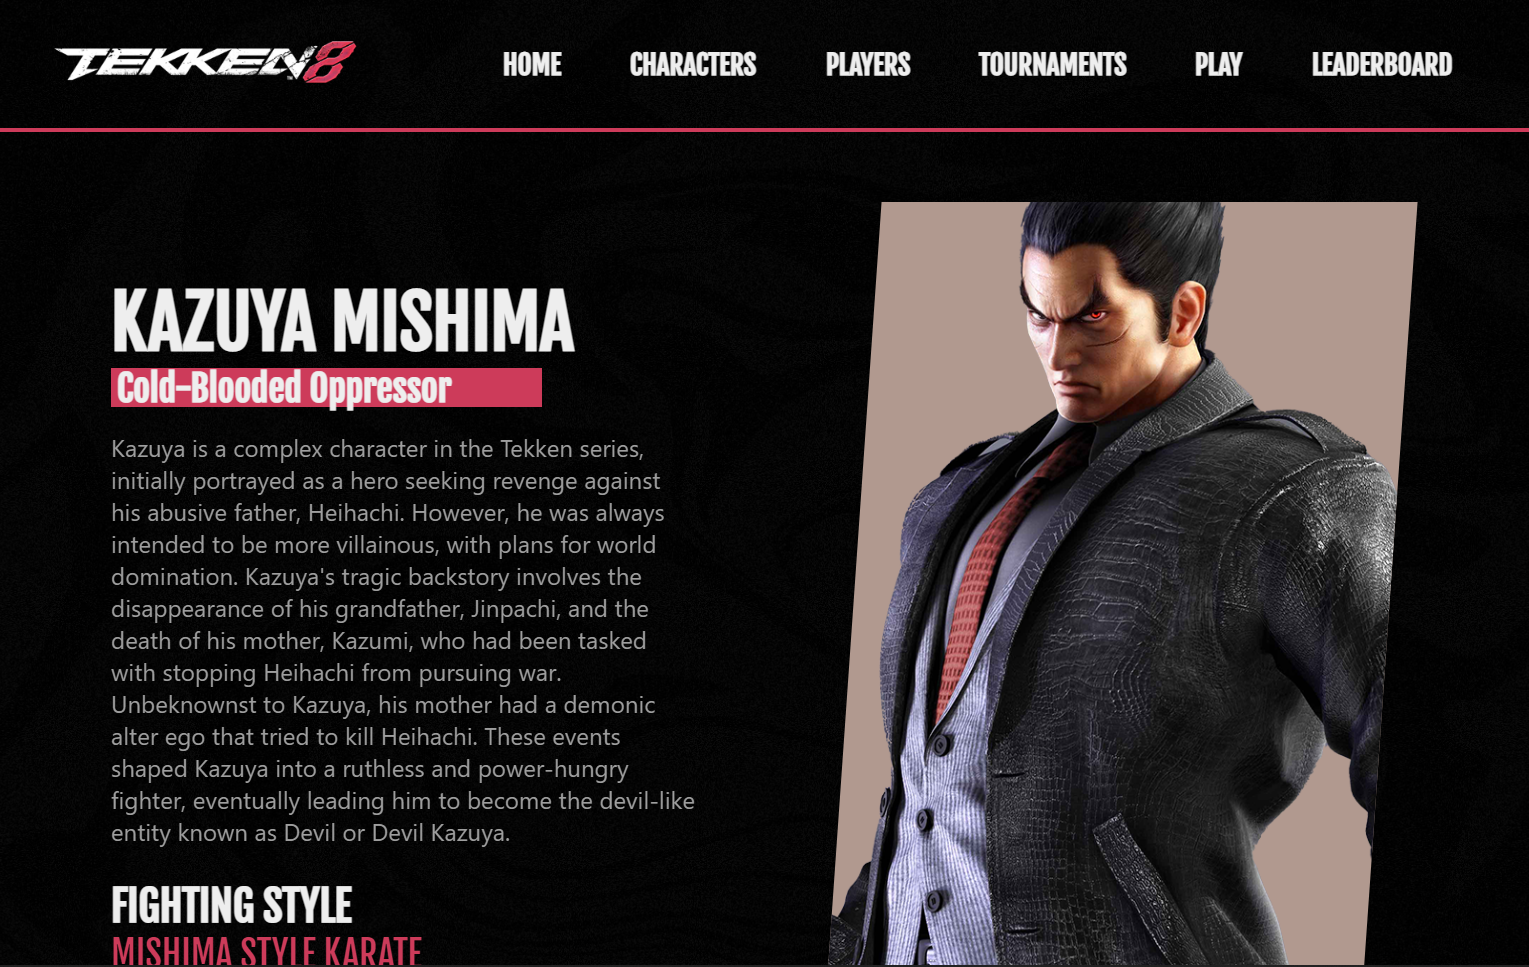 TEKKEN 8
HOME CHARACTERS PLAYERS TOURNAMENTS PLAY LEADERBOARD
KAZUYA MISHIMA
Cold-Blooded Oppressor
Kazuya is a complex character in the Tekken series,
initially portrayed as a hero seeking revenge against
his abusive father, Heihachi. However, he was always
intended to be more villainous, with plans for world
domination. Kazuya's tragic backstory involves the
disappearance of his grandfather, Jinpachi, and the
death of his mother, Kazumi, who had been tasked
with stopping Heihachi from pursuing war.
Unbeknownst to Kazuya, his mother had a demonic
alter ego that tried to kill Heihachi. These events
shaped Kazuya into a ruthless and power-hungry
fighter, eventually leading him to become the devil-like
entity known as Devil or Devil Kazuya.
FIGHTING STYLE
MISHIMA STYLE KARATE